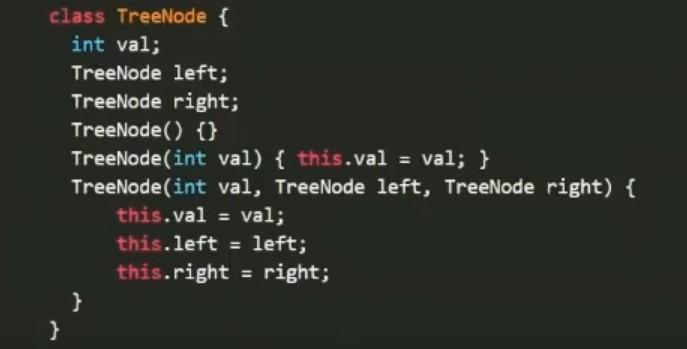 class TreeNode {
int val;
TreeNode left;
TreeNode right;
TreeNode() {}
TreeNode(int val) { this.val = val; }
TreeNode(int val, TreeNode left, TreeNode right) {
this.val = val;
this.left = left;
this.right = right;
}
}